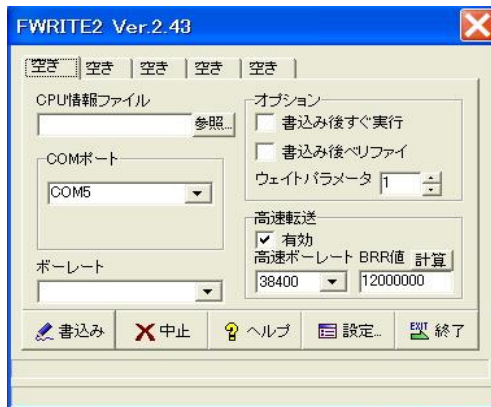 FWRITE2 Ver.2.43
空き 空き 空き 空き 空き
CPU情報ファイル
参照...
COMポート
COM5
ボーレート
オプション
書込み後すぐ実行
書込み後ベリファイ
ウェイトパラメータ 1
高速転送
有効
高速ボーレート BRR値 計算
38400 12000000
書込み 中止 ヘルプ 設定... EXIT 終了